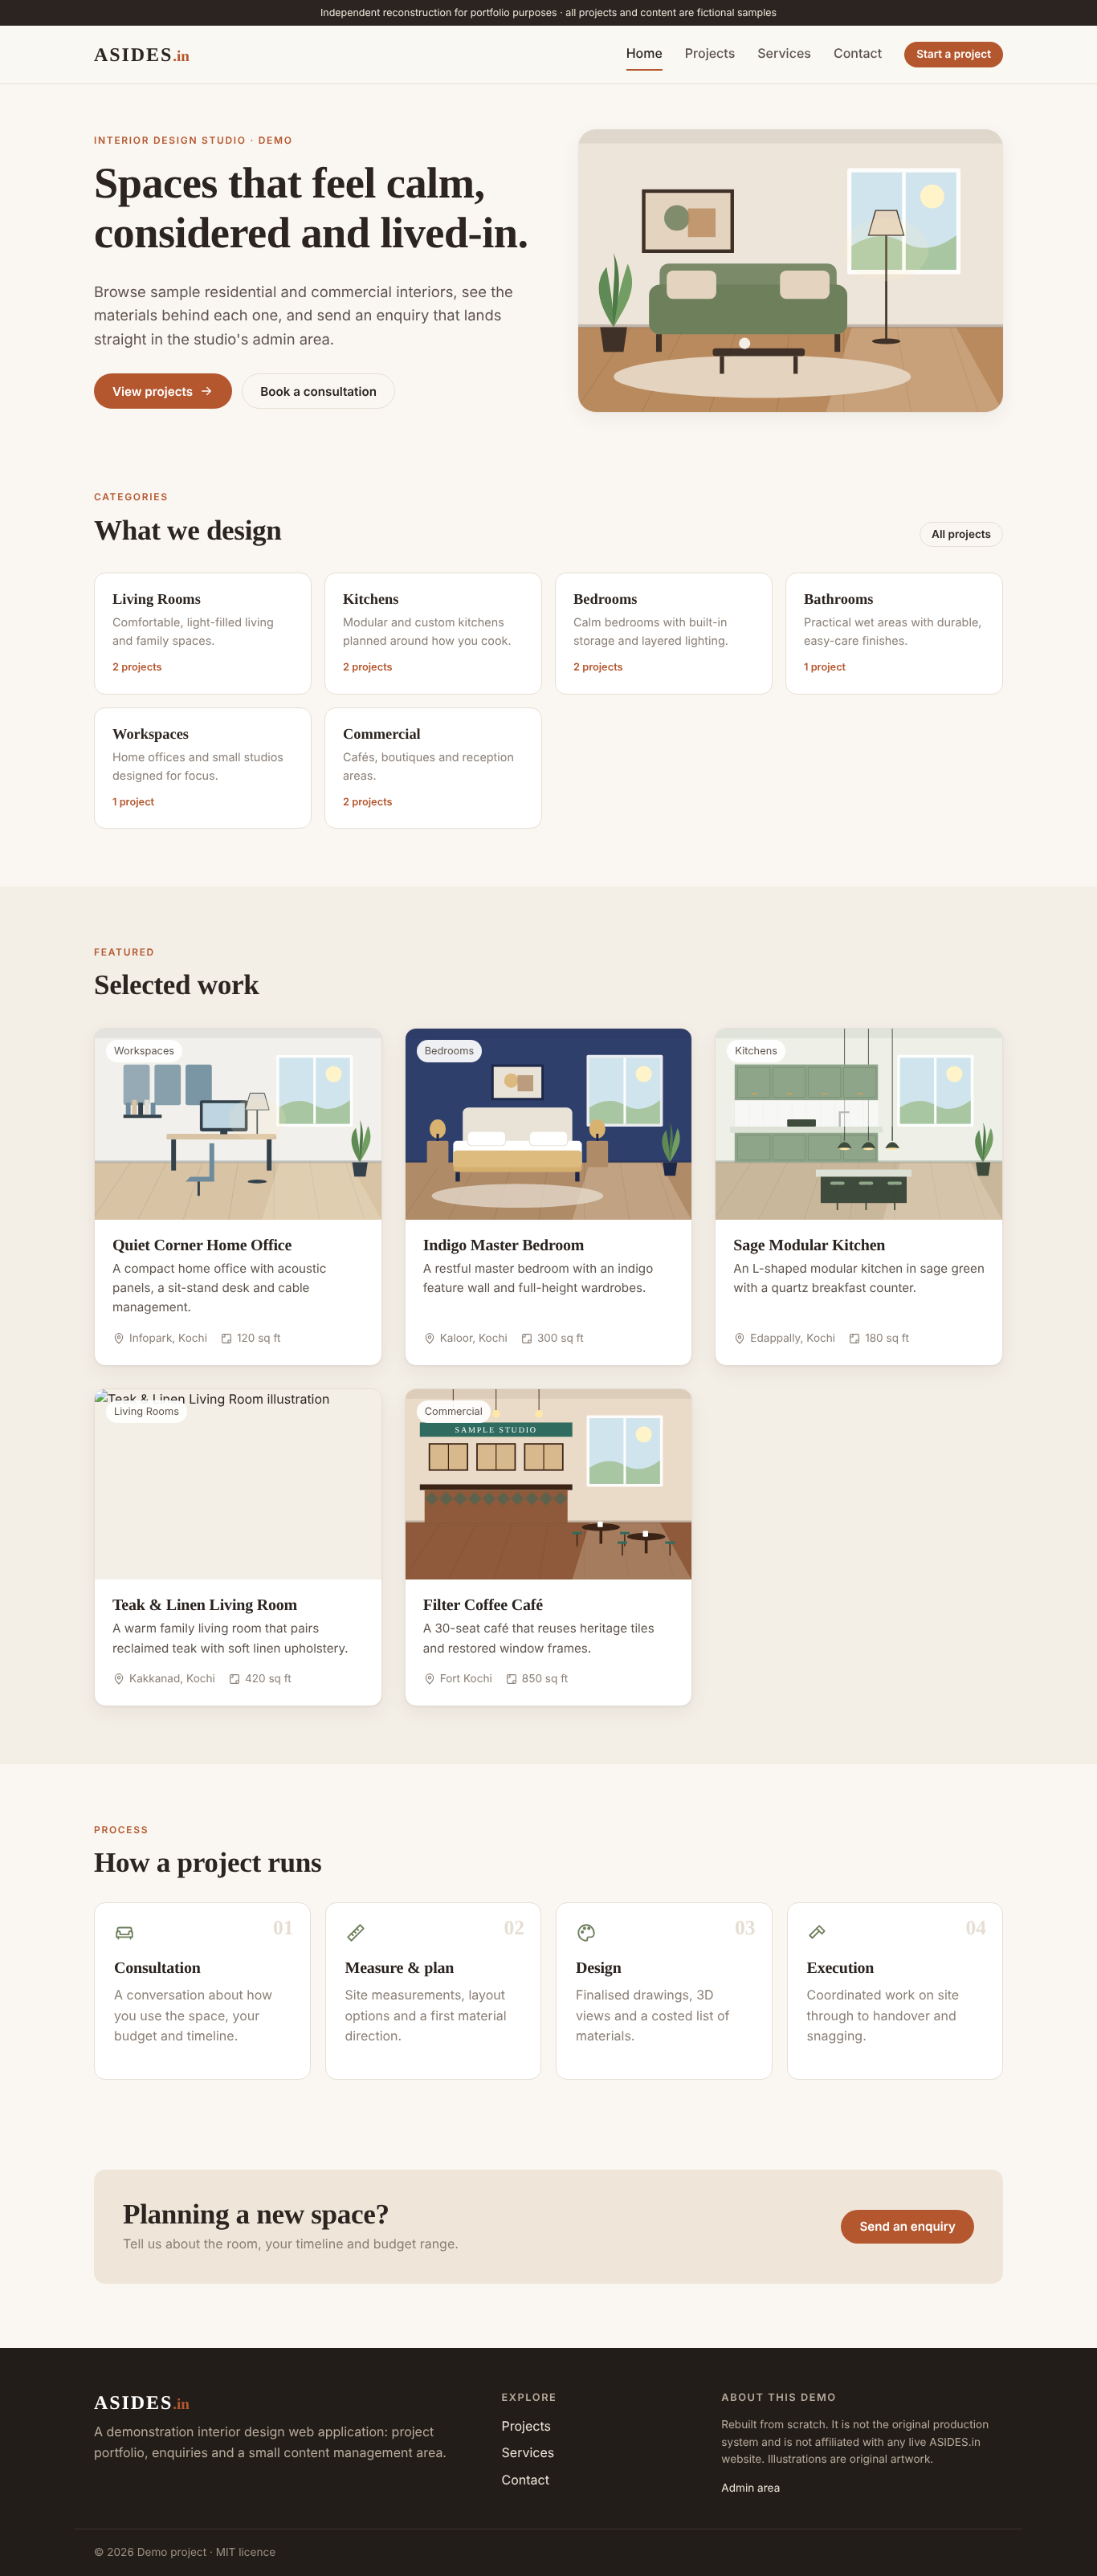 Independent reconstruction for portfolio purposes · all projects and content are fictional samples
ASIDES.in
Home
Projects
Services
Contact
Start a project
INTERIOR DESIGN STUDIO · DEMO
Spaces that feel calm,
considered and lived-in.
Browse sample residential and commercial interiors, see the
materials behind each one, and send an enquiry that lands
straight in the studio's admin area.
View projects →
Book a consultation
CATEGORIES
What we design
All projects
Living Rooms
Comfortable, light-filled living
and family spaces.
2 projects
Kitchens
Modular and custom kitchens
planned around how you cook.
2 projects
Bedrooms
Calm bedrooms with built-in
storage and layered lighting.
2 projects
Bathrooms
Practical wet areas with durable,
easy-care finishes.
1 project
Workspaces
Home offices and small studios
designed for focus.
1 project
Commercial
Cafés, boutiques and reception
areas.
2 projects
FEATURED
Selected work
Workspaces
Quiet Corner Home Office
A compact home office with acoustic
panels, a sit-stand desk and cable
management.
Infopark, Kochi
120 sq ft
Bedrooms
Indigo Master Bedroom
A restful master bedroom with an indigo
feature wall and full-height wardrobes.
Kaloor, Kochi
300 sq ft
Kitchens
Sage Modular Kitchen
An L-shaped modular kitchen in sage green
with a quartz breakfast counter.
Edappally, Kochi
180 sq ft
Teak & Linen Living Room illustration
Living Rooms
Teak & Linen Living Room
A warm family living room that pairs
reclaimed teak with soft linen upholstery.
Kakkanad, Kochi
420 sq ft
Commercial
SAMPLE STUDIO
Filter Coffee Café
A 30-seat café that reuses heritage tiles
and restored window frames.
Fort Kochi
850 sq ft
PROCESS
How a project runs
01
Consultation
A conversation about how
you use the space, your
budget and timeline.
02
Measure & plan
Site measurements, layout
options and a first material
direction.
03
Design
Finalised drawings, 3D
views and a costed list of
materials.
04
Execution
Coordinated work on site
through to handover and
snagging.
Planning a new space?
Tell us about the room, your timeline and budget range.
Send an enquiry
ASIDES.in
A demonstration interior design web application: project
portfolio, enquiries and a small content management area.
EXPLORE
Projects
Services
Contact
ABOUT THIS DEMO
Rebuilt from scratch. It is not the original production
system and is not affiliated with any live ASIDES.in
website. Illustrations are original artwork.
Admin area
© 2026 Demo project · MIT licence